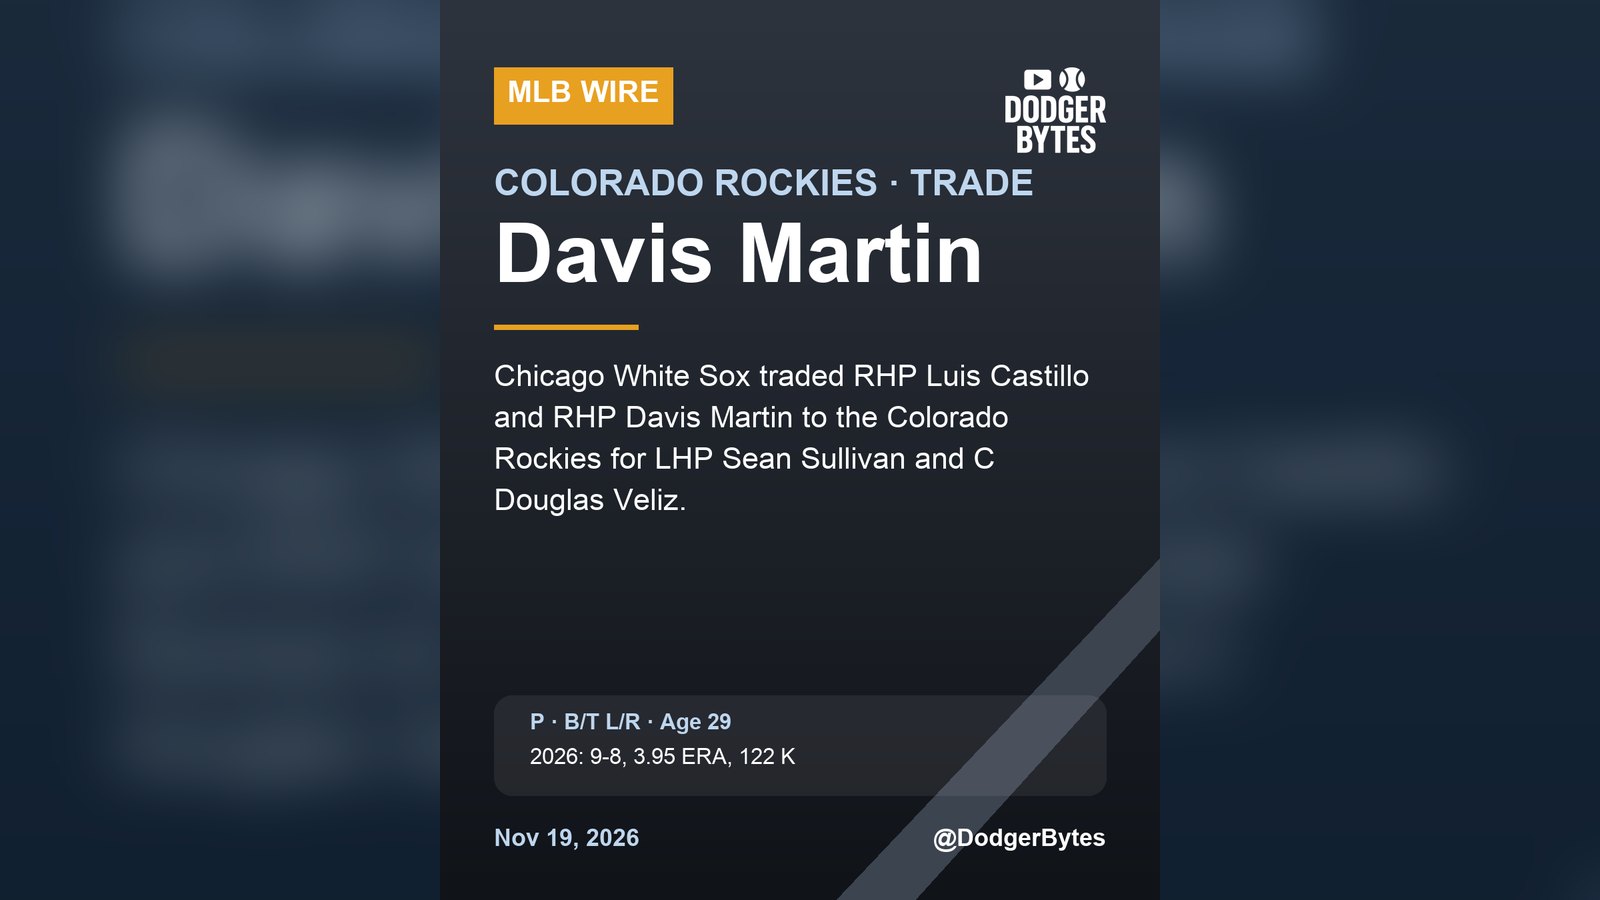 MLB WIRE
DODGER
BYTES
COLORADO ROCKIES · TRADE
Davis Martin
Chicago White Sox traded RHP Luis Castillo
and RHP Davis Martin to the Colorado
Rockies for LHP Sean Sullivan and C
Douglas Veliz.
P · B/T L/R · Age 29
2026: 9-8, 3.95 ERA, 122 K
Nov 19, 2026
@DodgerBytes